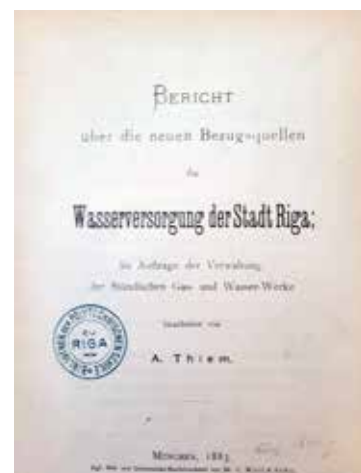 BERICHT
über die neuen Bezugsquellen
für
Wasserversorgung der Stadt Riga;
im Auftrage der Verwaltung
der Städtischen Gas- und Wasser-Werke
bearbeitet von
A. Thiem.
RIGA
MÜNCHEN, 1883